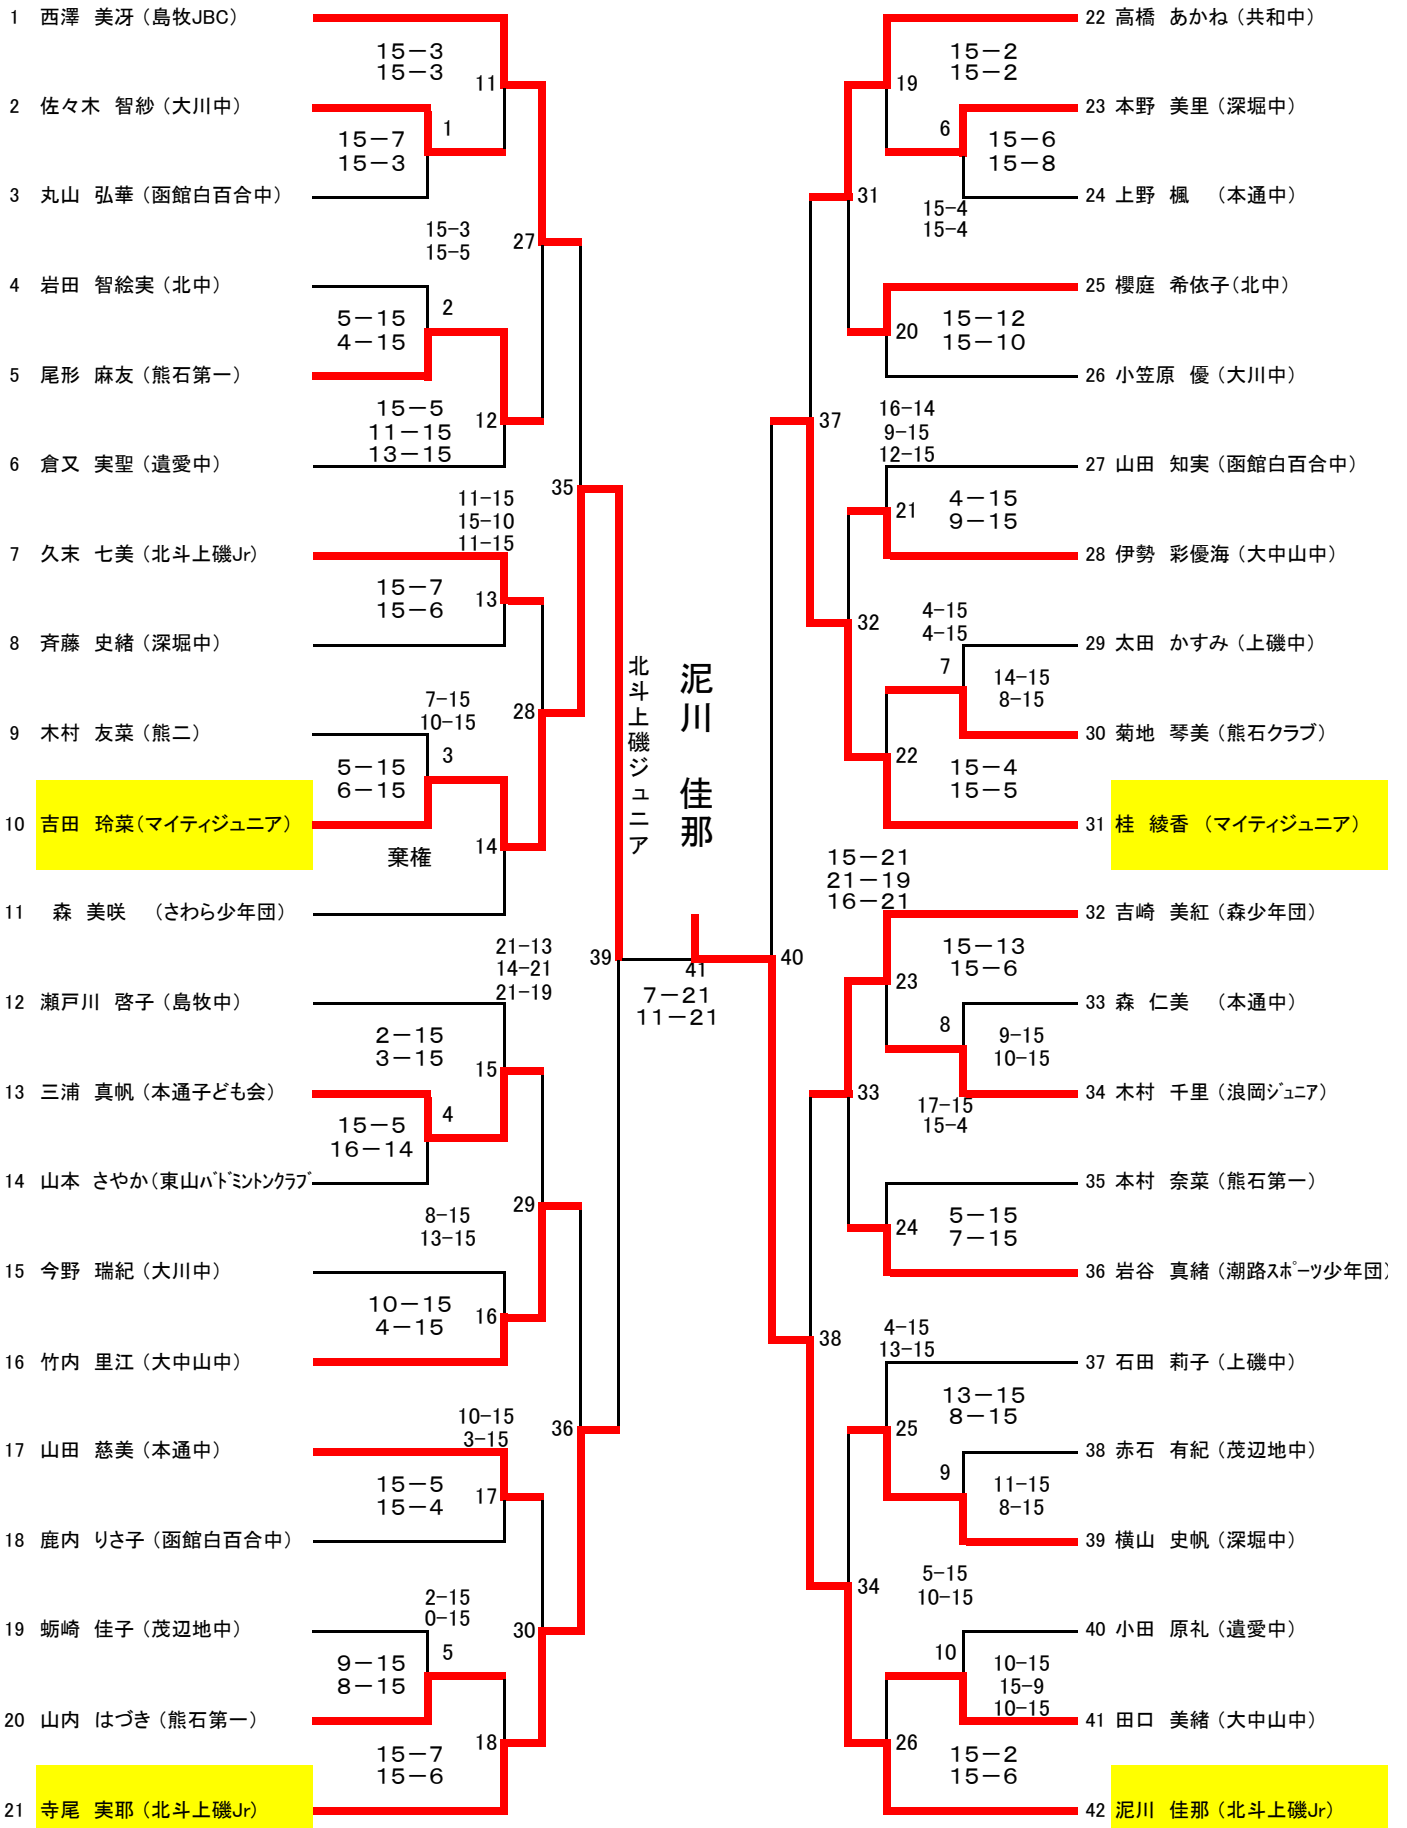 1 西澤 美冴 (島牧JBC)
15－3
15－3
11
2 佐々木 智紗 (大川中)
1
15－7
15－3
3 丸山 弘華 (函館白百合中)
15-3
15-5
27
4 岩田 智絵実 (北中)
2
5－15
4－15
5 尾形 麻友 (熊石第一)
15－5
11－15
13－15
12
6 倉又 実聖 (遺愛中)
35
11-15
15-10
11-15
7 久末 七美 (北斗上磯Jr)
15－7
15－6
13
8 斉藤 史緒 (深堀中)
7-15
10-15
28
9 木村 友菜 (熊二)
3
5－15
6－15
10 吉田 玲菜(マイティジュニア)
棄権
14
11 森 美咲 (さわら少年団)
21-13
14-21
21-19
39
12 瀬戸川 啓子 (島牧中)
2－15
3－15
15
13 三浦 真帆 (本通子ども会)
4
15－5
16－14
14 山本 さやか(東山バドミントンクラブ
8-15
13-15
29
15 今野 瑞紀 (大川中)
10－15
4－15
16
16 竹内 里江 (大中山中)
10-15
3-15
36
17 山田 慈美 (本通中)
15－5
15－4
17
18 鹿内 りさ子 (函館白百合中)
2-15
0-15
30
19 蛎崎 佳子 (茂辺地中)
5
9－15
8－15
20 山内 はづき (熊石第一)
15－7
15－6
18
21 寺尾 実耶 (北斗上磯Jr)
北斗上磯ジュニア
泥川 佳那
41
7－21
11－21
22 高橋 あかね (共和中)
15－2
15－2
19
23 本野 美里 (深堀中)
6
15－6
15－8
24 上野 楓 (本通中)
15-4
15-4
31
25 櫻庭 希依子(北中)
15－12
15－10
20
26 小笠原 優 (大川中)
16-14
9-15
12-15
37
27 山田 知実 (函館白百合中)
4－15
9－15
21
28 伊勢 彩優海 (大中山中)
4-15
4-15
32
29 太田 かすみ (上磯中)
7
14-15
8-15
30 菊地 琴美 (熊石クラブ)
15－4
15－5
22
31 桂 綾香 (マイティジュニア)
15－21
21－19
16－21
40
32 吉崎 美紅 (森少年団)
15－13
15－6
23
33 森 仁美 (本通中)
8
9-15
10-15
34 木村 千里 (浪岡ジュニア)
17-15
15-4
33
35 本村 奈菜 (熊石第一)
5－15
7－15
24
36 岩谷 真緒 (潮路スポーツ少年団)
4-15
13-15
38
37 石田 莉子 (上磯中)
13－15
8－15
25
38 赤石 有紀 (茂辺地中)
9
11-15
8-15
39 横山 史帆 (深堀中)
5-15
10-15
34
40 小田 原礼 (遺愛中)
10
10-15
15-9
10-15
41 田口 美緒 (大中山中)
15－2
15－6
26
42 泥川 佳那 (北斗上磯Jr)